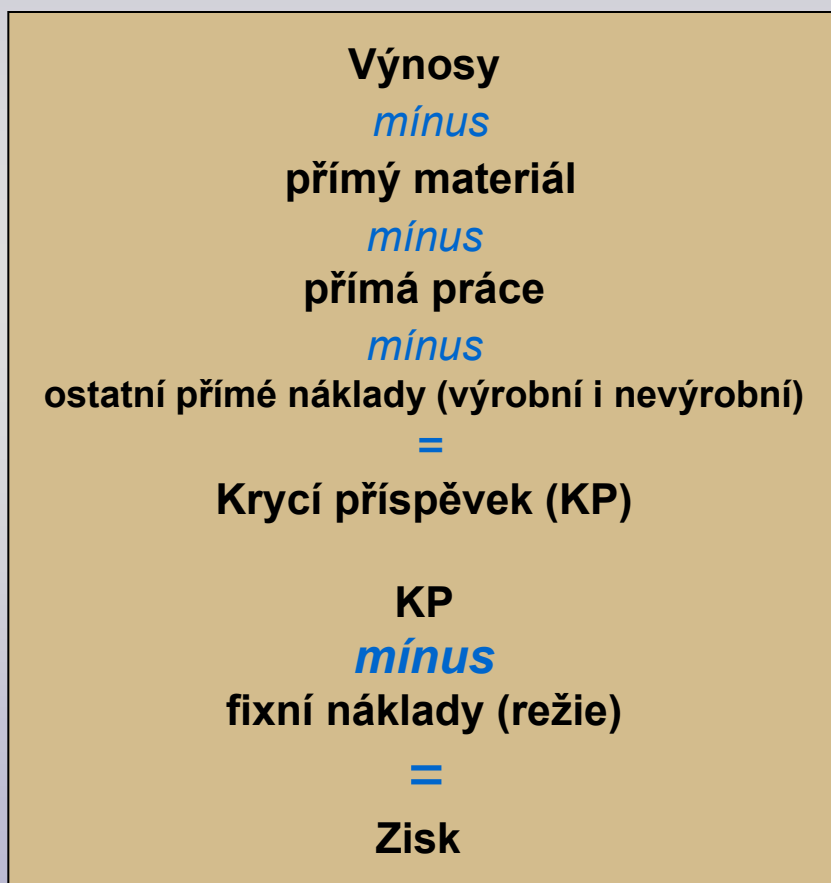 Výnosy
mínus
přímý materiál
mínus
přímá práce
mínus
ostatní přímé náklady (výrobní i nevýrobní)
=
Krycí příspěvek (KP)
KP
mínus
fixní náklady (režie)
=
Zisk